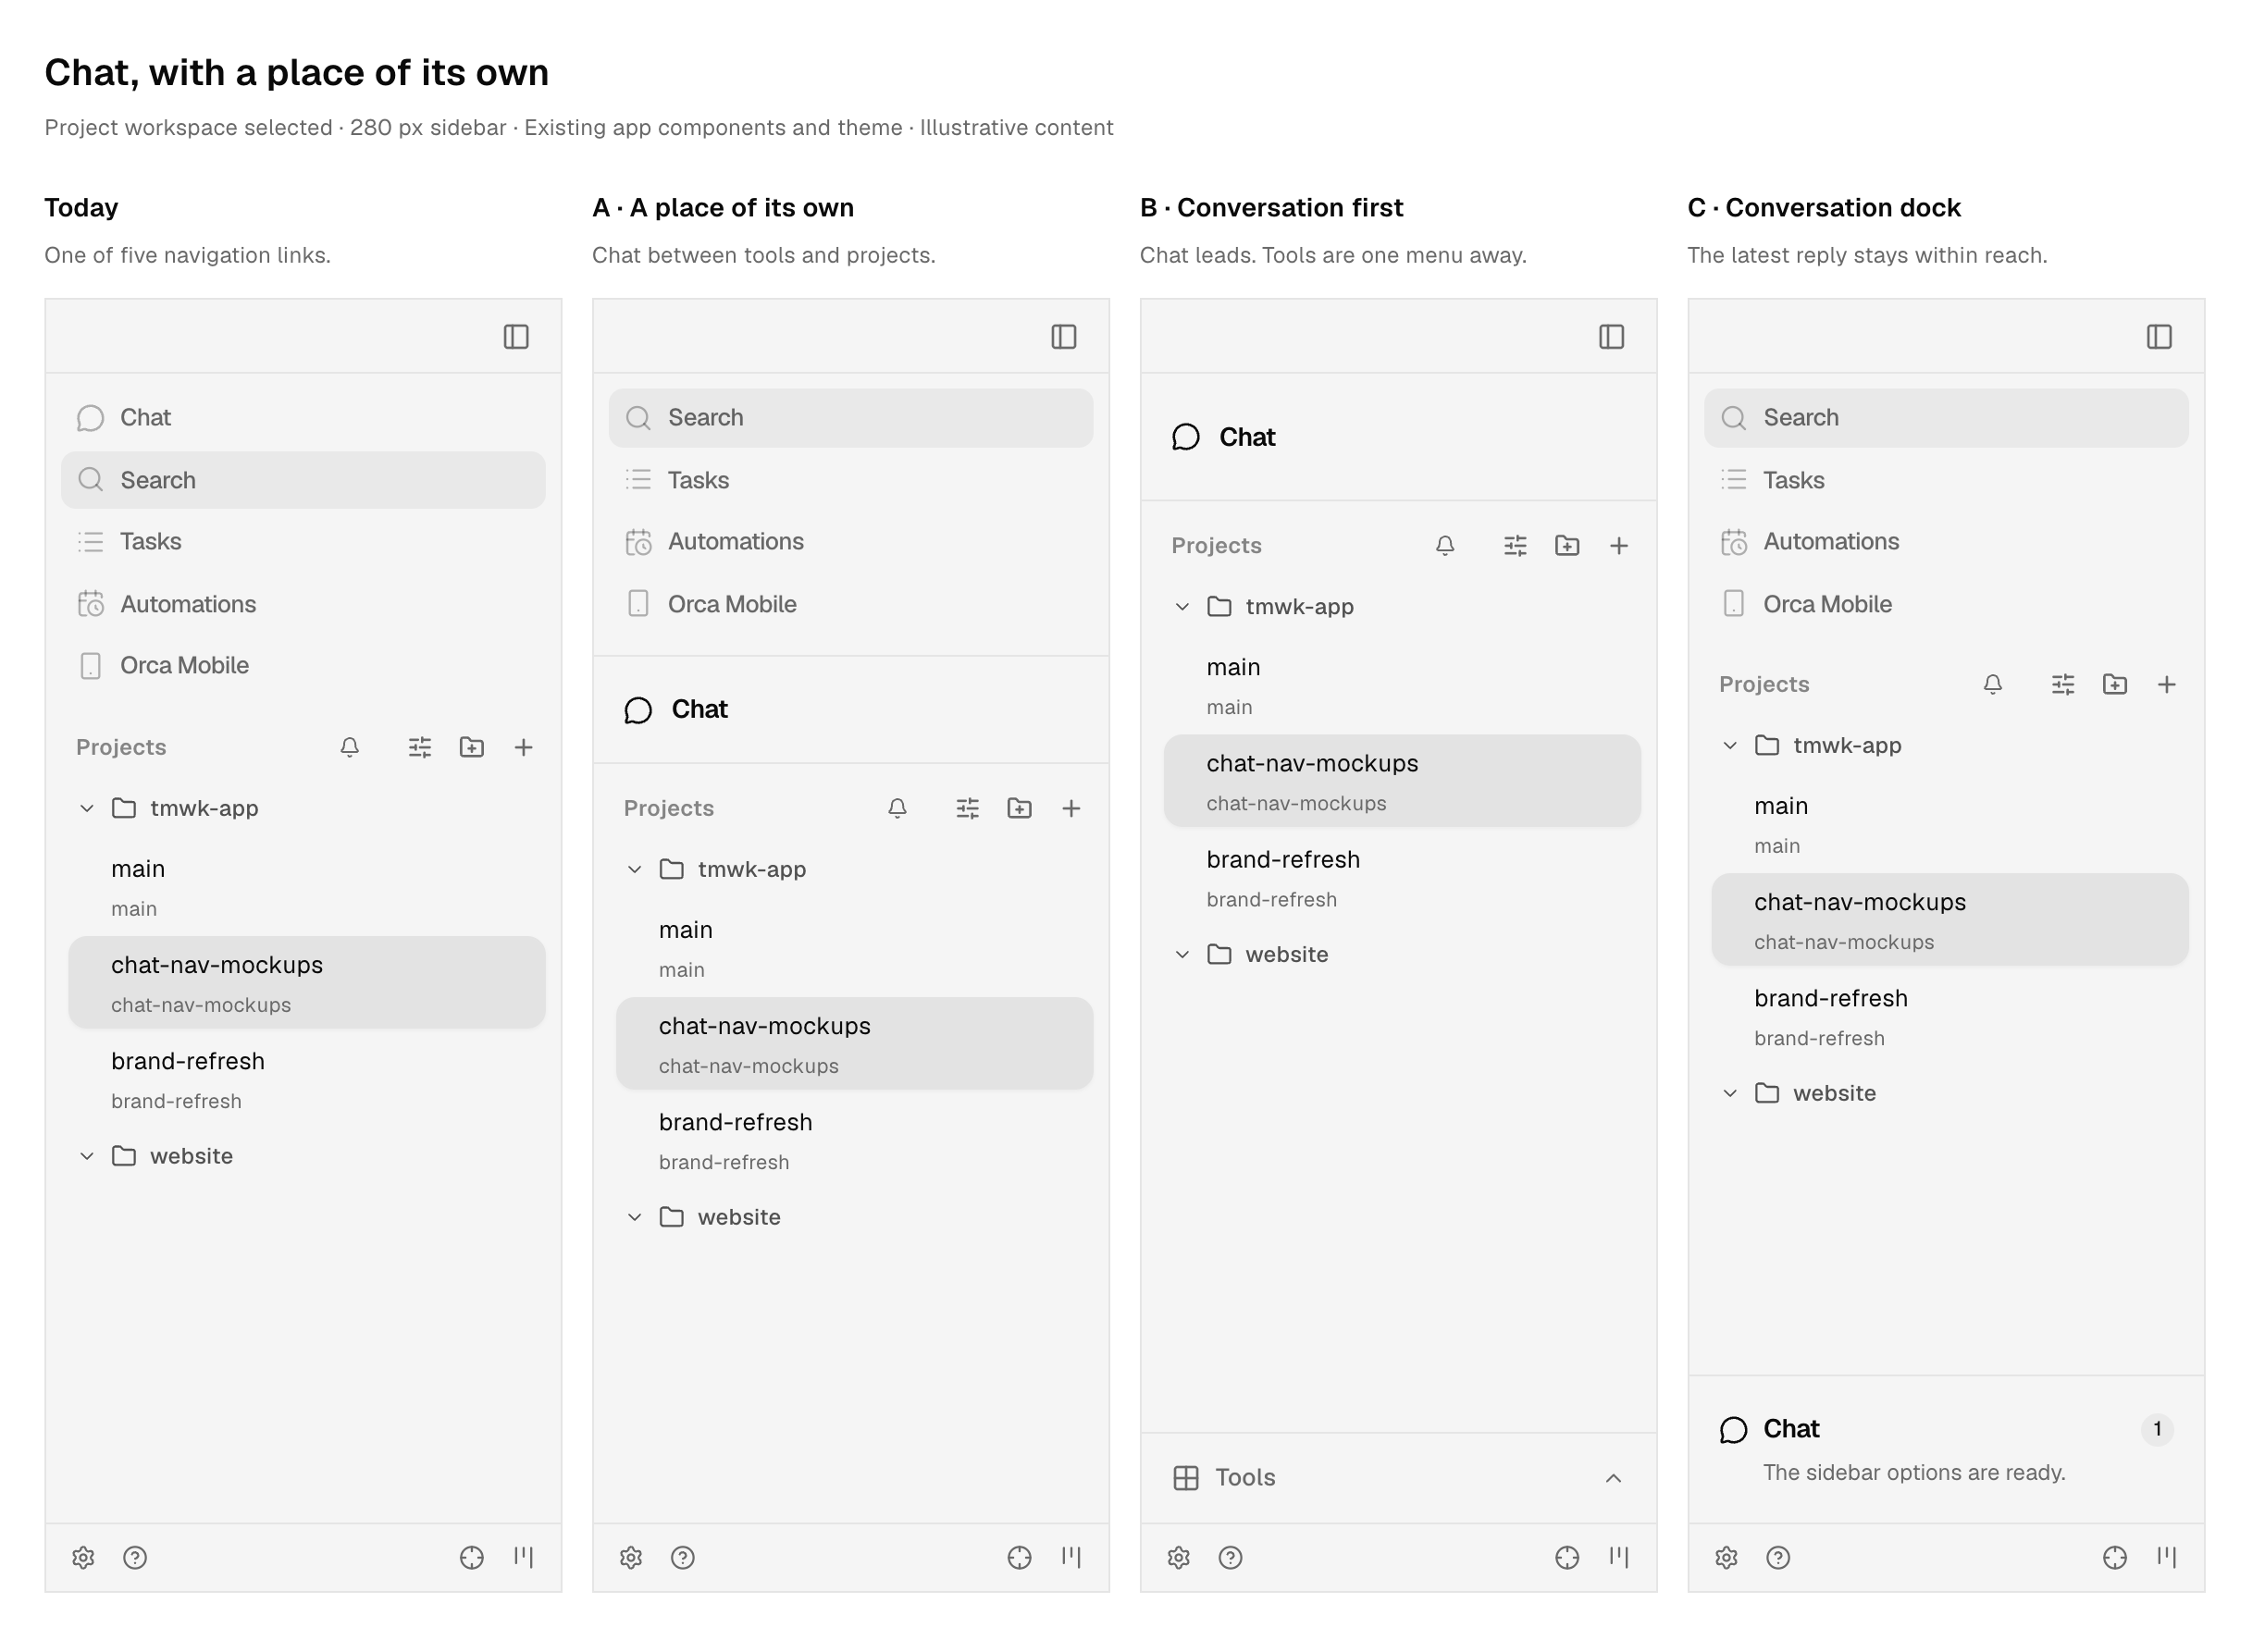 Chat, with a place of its own
Project workspace selected · 280 px sidebar · Existing app components and theme · Illustrative content
Today
One of five navigation links.
Chat
Search
Tasks
Automations
Orca Mobile
Projects
tmwk-app
main
main
chat-nav-mockups
chat-nav-mockups
brand-refresh
brand-refresh
website
A · A place of its own
Chat between tools and projects.
Search
Tasks
Automations
Orca Mobile
Chat
Projects
tmwk-app
main
main
chat-nav-mockups
chat-nav-mockups
brand-refresh
brand-refresh
website
B · Conversation first
Chat leads. Tools are one menu away.
Chat
Projects
tmwk-app
main
main
chat-nav-mockups
chat-nav-mockups
brand-refresh
brand-refresh
website
Tools
C · Conversation dock
The latest reply stays within reach.
Search
Tasks
Automations
Orca Mobile
Projects
tmwk-app
main
main
chat-nav-mockups
chat-nav-mockups
brand-refresh
brand-refresh
website
Chat 1
The sidebar options are ready.